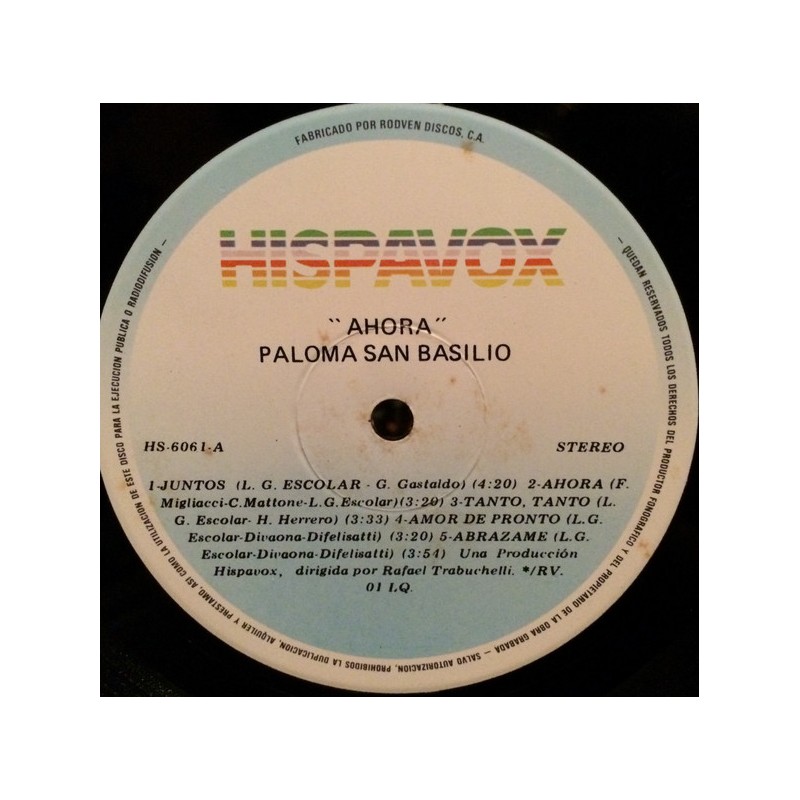 FABRICADO POR RODVEN DISCOS, C.A.
HISPAVOX
"AHORA"
PALOMA SAN BASILIO
HS-6061-A
STEREO
1-JUNTOS (L. G. ESCOLAR - G. Gastaldo) (4:20) 2-AHORA (F.
Migliacci-C.Mattone-L.G.Escolar)(3:20) 3-TANTO, TANTO (L.
G. Escolar- H. Herrero) (3:33) 4-AMOR DE PRONTO (L.G.
Escolar-Divaona-Difelisatti) (3:20) 5-ABRAZAME (L.G.
Escolar-Divaona-Difelisatti) (3:54) Una Producción
Hispavox, dirigida por Rafael Trabuchelli. */RV.
01 LQ.
— QUEDAN RESERVADOS TODOS LOS DERECHOS DEL PRODUCTOR FONOGRAFICO Y DEL PROPIETARIO DE LA OBRA GRABADA — SALVO AUTORIZACION, PROHIBIDOS LA DUPLICACION, ALQUILER Y PRESTAMO, ASI COMO LA UTILIZACION DE ESTE DISCO PARA LA EJECUCION PUBLICA O RADIODIFUSION —